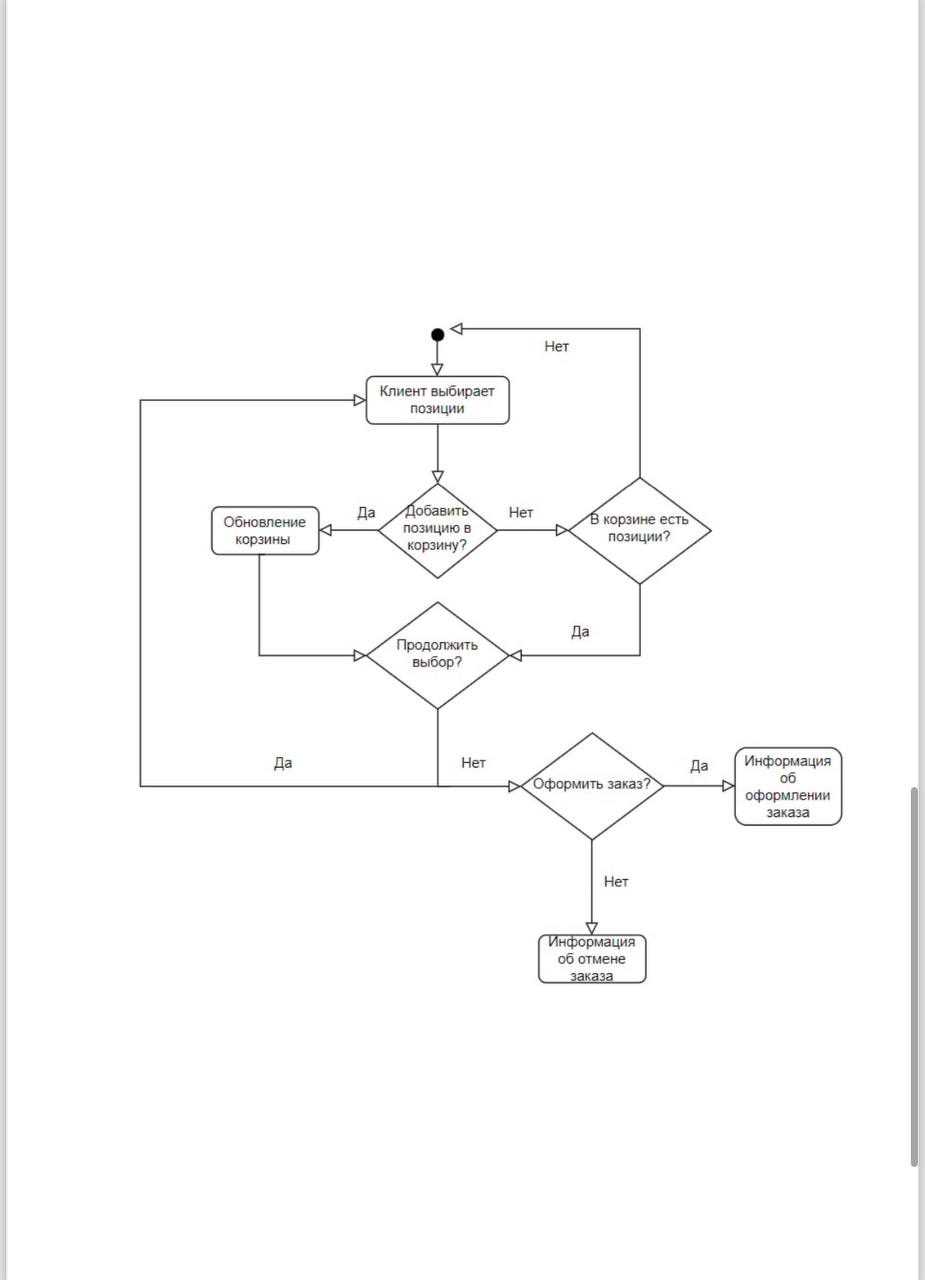 Нет
Клиент выбирает
позиции
Добавить
позицию в
корзину?
Да
Нет
Обновление
корзины
В корзине есть
позиции?
Да
Продолжить
выбор?
Да
Нет
Оформить заказ?
Да
Информация
об
оформлении
заказа
Нет
Информация
об отмене
заказа